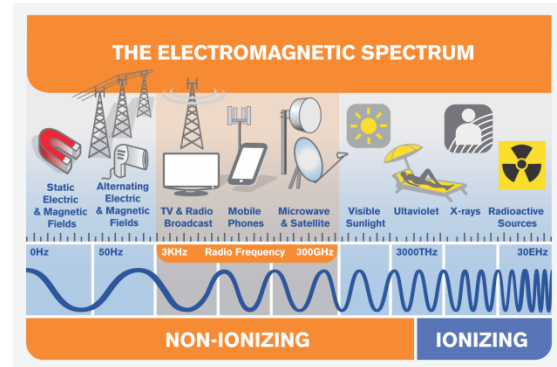 THE ELECTROMAGNETIC SPECTRUM
Static
Electric
& Magnetic
Fields
Alternating
Electric
& Magnetic
Fields
TV & Radio
Broadcast
Mobile
Phones
Microwave
& Satellite
Visible
Sunlight
Ultaviolet
X-rays
Radioactive
Sources
0Hz 50Hz 3KHz Radio Frequency 300GHz 3000THz 30EHz
NON-IONIZING IONIZING